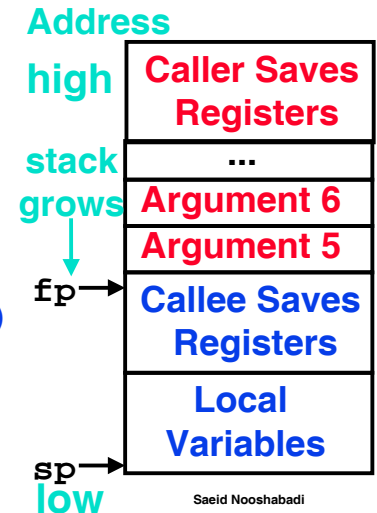 Address
high
Caller Saves
Registers
stack
...
grows
Argument 6
Argument 5
fp
Callee Saves
Registers
Local
Variables
sp
low
Saeid Nooshabadi
)